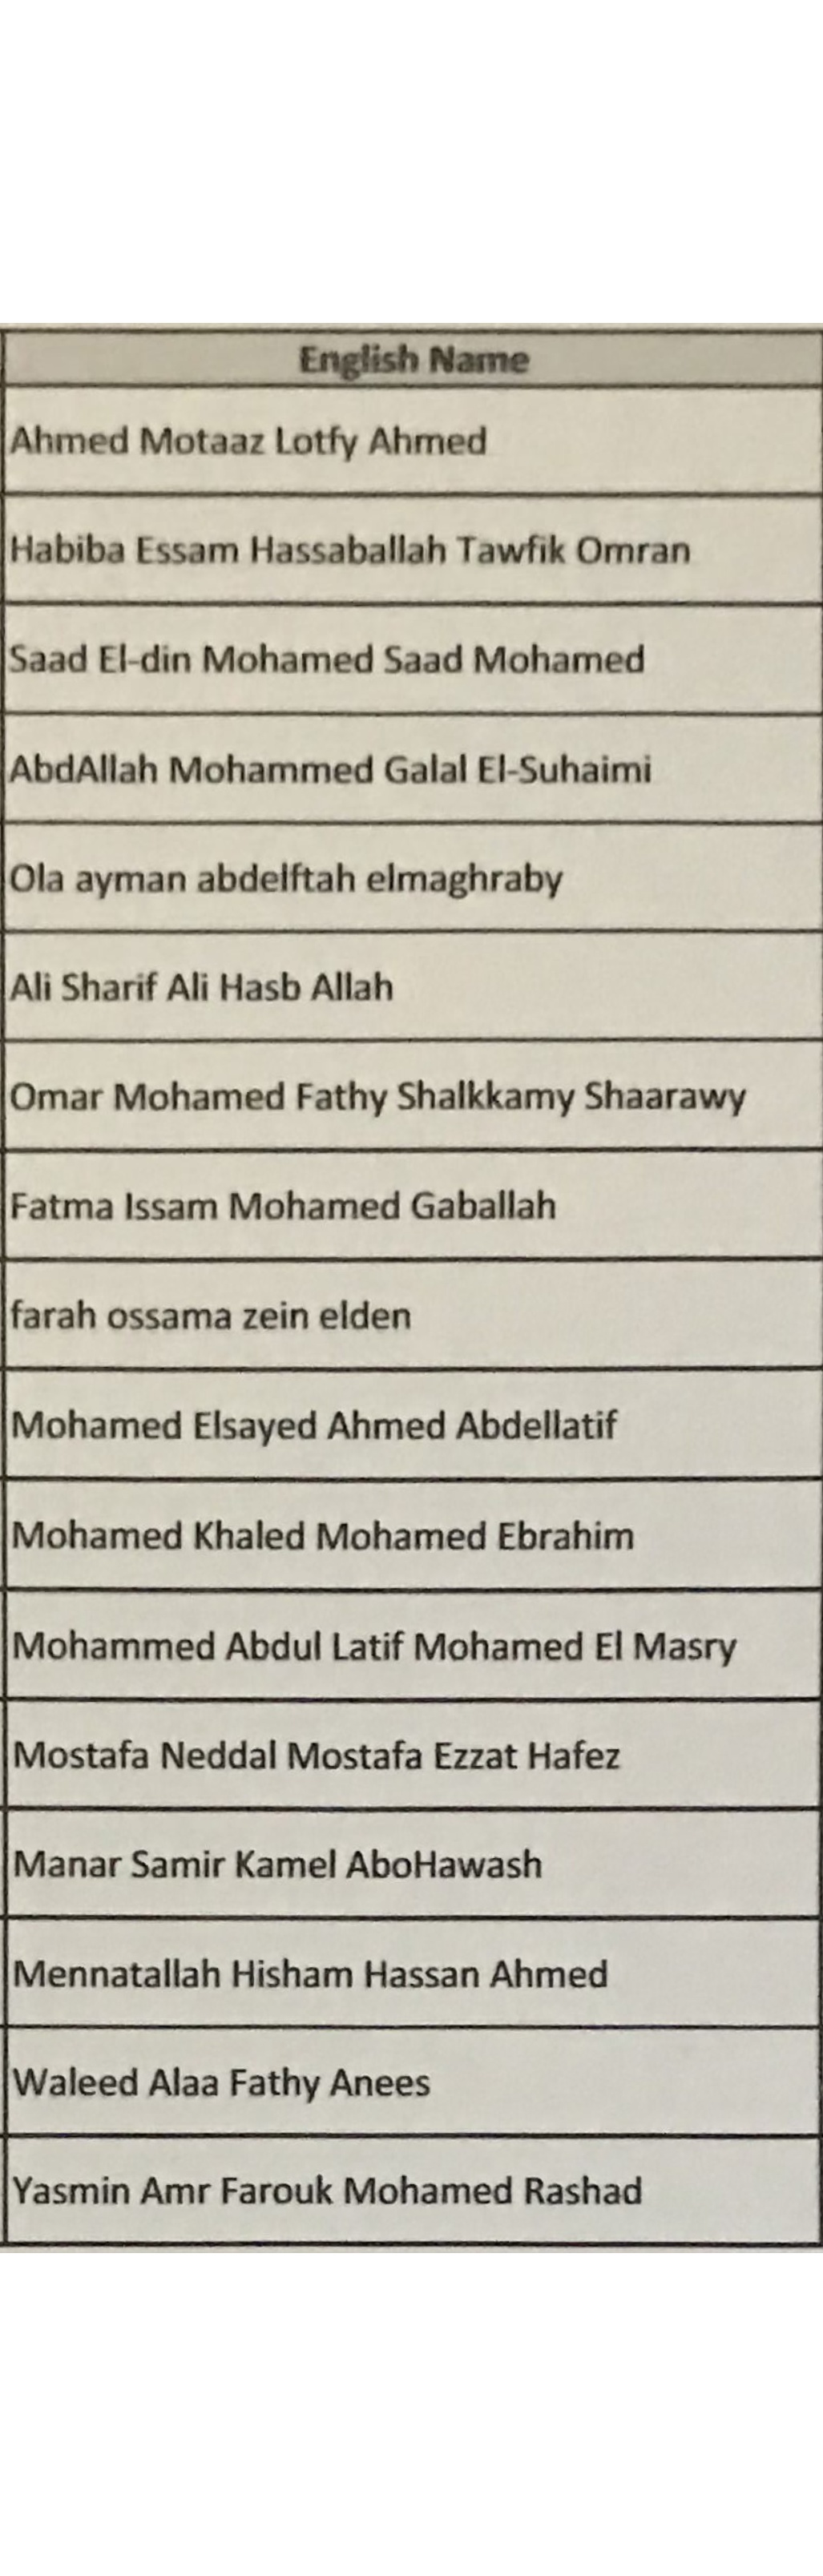 English Name
Ahmed Motaaz Lotfy Ahmed
Habiba Essam Hassaballah Tawfik Omran
Saad El-din Mohamed Saad Mohamed
AbdAllah Mohammed Galal El-Suhaimi
Ola ayman abdelftah elmaghraby
Ali Sharif Ali Hasb Allah
Omar Mohamed Fathy Shalkkamy Shaarawy
Fatma Issam Mohamed Gaballah
farah ossama zein elden
Mohamed Elsayed Ahmed Abdellatif
Mohamed Khaled Mohamed Ebrahim
Mohammed Abdul Latif Mohamed El Masry
Mostafa Neddal Mostafa Ezzat Hafez
Manar Samir Kamel AboHawash
Mennatallah Hisham Hassan Ahmed
Waleed Alaa Fathy Anees
Yasmin Amr Farouk Mohamed Rashad